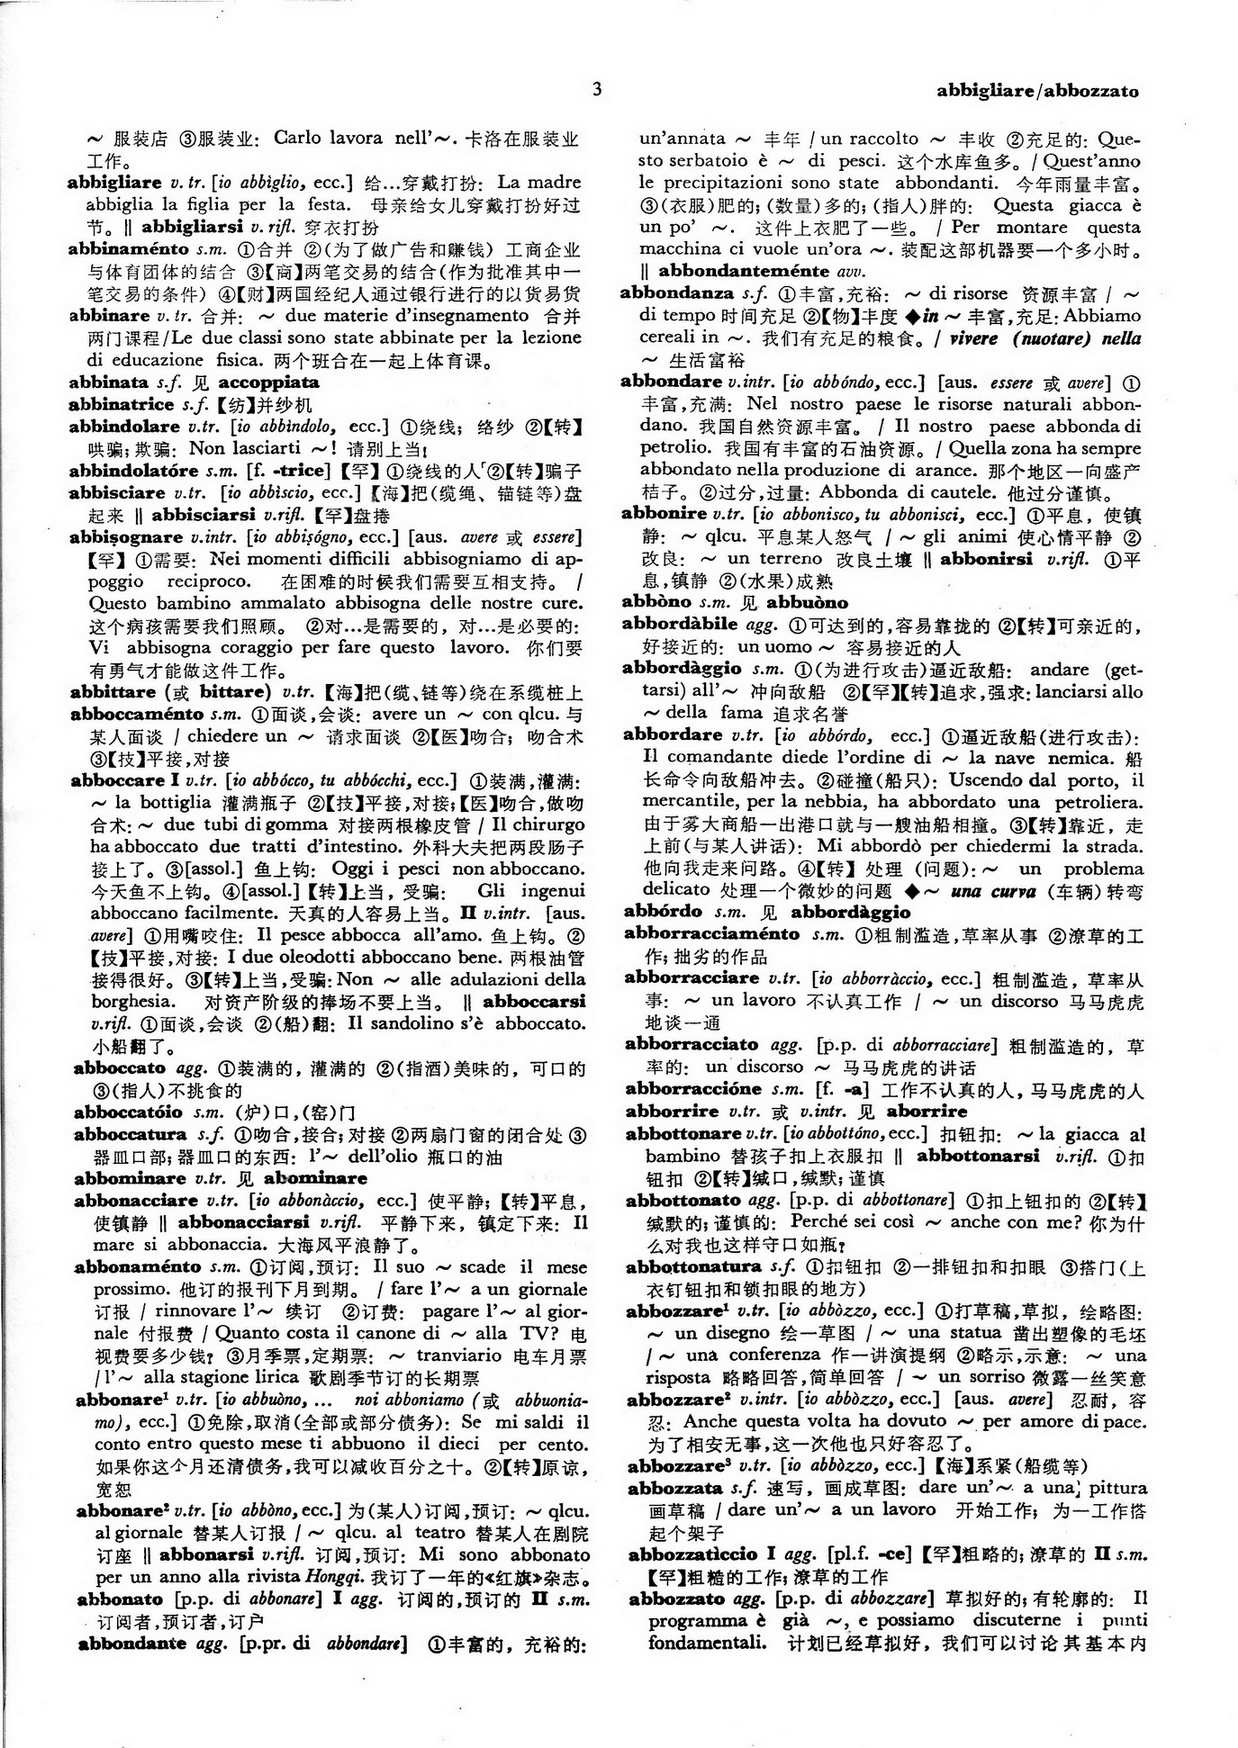 3
abbigliare/abbozzato
～ 服装店 ③服装业： Carlo lavora nell'～. 卡洛在服装业
工作。
abbigliare v. tr. [io abbìglio, ecc.] 给…穿戴打扮： La madre
abbiglia la figlia per la festa. 母亲给女儿穿戴打扮好过
节。‖ abbigliarsi v. rifl. 穿衣打扮
abbinaménto s.m. ①合并 ②(为了做广告和赚钱) 工商企业
与体育团体的结合 ③【商】两笔交易的结合(作为批准其中一
笔交易的条件) ④【财】两国经纪人通过银行进行的以货易货
abbinare v. tr. 合并： ～ due materie d'insegnamento 合并
两门课程/Le due classi sono state abbinate per la lezione
di educazione fisica. 两个班合在一起上体育课。
abbinata s.f. 见 accoppiata
abbinatrice s.f. 【纺】并纱机
abbindolare v.tr. [io abbìndolo, ecc.] ①绕线； 络纱 ②【转】
哄骗；欺骗： Non lasciarti ～! 请别上当!
abbindolatóre s.m. [f. -trice] 【罕】 ①绕线的人 ②【转】骗子
abbisciare v.tr. [io abbìscio, ecc.] 【海】把(缆绳、锚链等)盘
起来 ‖ abbisciarsi v.rifl. 【罕】盘捲
abbiṣognare v.intr. [io abbiṣógno, ecc.] [aus. avere 或 essere]
【罕】 ①需要： Nei momenti difficili abbisogniamo di ap-
poggio reciproco. 在困难的时候我们需要互相支持。 /
Questo bambino ammalato abbisogna delle nostre cure.
这个病孩需要我们照顾。 ②对…是需要的， 对…是必要的：
Vi abbisogna coraggio per fare questo lavoro. 你们要
有勇气才能做这件工作。
abbittare (或 bittare) v.tr. 【海】把(缆、链等)绕在系缆桩上
abboccaménto s.m. ①面谈,会谈： avere un ～ con qlcu. 与
某人面谈 / chiedere un ～ 请求面谈 ②【医】吻合； 吻合术
③【技】平接,对接
abboccare I v.tr. [io abbócco, tu abbócchi, ecc.] ①装满,灌满：
～ la bottiglia 灌满瓶子 ②【技】平接,对接;【医】吻合,做吻
合术： ～ due tubi di gomma 对接两根橡皮管 / Il chirurgo
ha abboccato due tratti d'intestino. 外科大夫把两段肠子
接上了。③[assol.] 鱼上钩： Oggi i pesci non abboccano.
今天鱼不上钩。④[assol.]【转】上当，受骗： Gli ingenui
abboccano facilmente. 天真的人容易上当。II v.intr. [aus.
avere] ①用嘴咬住： Il pesce abbocca all'amo. 鱼上钩。②
【技】平接,对接： I due oleodotti abboccano bene. 两根油管
接得很好。③【转】上当,受骗：Non ～ alle adulazioni della
borghesia. 对资产阶级的捧场不要上当。 ‖ abboccarsi
v.rifl. ①面谈,会谈 ②(船)翻： Il sandolino s'è abboccato.
小船翻了。
abboccato agg. ①装满的，灌满的 ②(指酒)美味的，可口的
③(指人)不挑食的
abboccatóio s.m. (炉)口,(窑)门
abboccatura s.f. ①吻合,接合；对接 ②两扇门窗的闭合处 ③
器皿口部;器皿口的东西： l'～ dell'olio 瓶口的油
abbominare v.tr. 见 abominare
abbonacciare v.tr. [io abbonàccio, ecc.] 使平静；【转】平息，
使镇静 ‖ abbonacciarsi v.rifl. 平静下来，镇定下来： Il
mare si abbonaccia. 大海风平浪静了。
abbonaménto s.m. ①订阅,预订： Il suo ～ scade il mese
prossimo. 他订的报刊下月到期。 / fare l'～ a un giornale
订报 / rinnovare l'～ 续订 ②订费： pagare l'～ al gior-
nale 付报费 / Quanto costa il canone di ～ alla TV? 电
视费要多少钱? ③月季票,定期票： ～ tranviario 电车月票
/ l'～ alla stagione lirica 歌剧季节订的长期票
abbonare¹ v.tr. [io abbuòno, … noi abboniamo (或 abbuonia-
mo), ecc.] ①免除,取消(全部或部分债务)： Se mi saldi il
conto entro questo mese ti abbuono il dieci per cento.
如果你这个月还清债务,我可以减收百分之十。②【转】原谅，
宽恕
abbonare² v.tr. [io abbòno, ecc.] 为(某人)订阅,预订： ～ qlcu.
al giornale 替某人订报 / ～ qlcu. al teatro 替某人在剧院
订座 ‖ abbonarsi v.rifl. 订阅,预订： Mi sono abbonato
per un anno alla rivista Hongqi. 我订了一年的《红旗》杂志。
abbonato [p.p. di abbonare] I agg. 订阅的,预订的 II s.m.
订阅者,预订者,订户
abbondante agg. [p.pr. di abbondare] ①丰富的，充裕的：
un'annata ～ 丰年 / un raccolto ～ 丰收 ②充足的： Que-
sto serbatoio è ～ di pesci. 这个水库鱼多。/ Quest'anno
le precipitazioni sono state abbondanti. 今年雨量丰富。
③(衣服)肥的；(数量)多的；(指人)胖的： Questa giacca è
un po' ～. 这件上衣肥了一些。 / Per montare questa
macchina ci vuole un'ora ～. 装配这部机器要一个多小时。
‖ abbondanteménte avv.
abbondanza s.f. ①丰富,充裕： ～ di risorse 资源丰富 / ～
di tempo 时间充足 ②【物】丰度 ◆in ～ 丰富,充足：Abbiamo
cereali in ～. 我们有充足的粮食。/ vivere (nuotare) nella
～ 生活富裕
abbondare v.intr. [io abbóndo, ecc.] [aus. essere 或 avere] ①
丰富,充满： Nel nostro paese le risorse naturali abbon-
dano. 我国自然资源丰富。 / Il nostro paese abbonda di
petrolio. 我国有丰富的石油资源。/ Quella zona ha sempre
abbondato nella produzione di arance. 那个地区一向盛产
桔子。②过分,过量： Abbonda di cautele. 他过分谨慎。
abbonire v.tr. [io abbonisco, tu abbonisci, ecc.] ①平息，使镇
静： ～ qlcu. 平息某人怒气 / ～ gli animi 使心情平静 ②
改良： ～ un terreno 改良土壤 ‖ abbonirsi v.rifl. ①平
息,镇静 ②(水果)成熟
abbòno s.m. 见 abbuòno
abbordàbile agg. ①可达到的,容易靠拢的 ②【转】可亲近的，
好接近的： un uomo ～ 容易接近的人
abbordàggio s.m. ①(为进行攻击)逼近敌船： andare (get-
tarsi) all'～ 冲向敌船 ②【罕】【转】追求,强求：lanciarsi allo
～ della fama 追求名誉
abbordare v.tr. [io abbórdo, ecc.] ①逼近敌船(进行攻击)：
Il comandante diede l'ordine di ～ la nave nemica. 船
长命令向敌船冲去。②碰撞(船只)： Uscendo dal porto, il
mercantile, per la nebbia, ha abbordato una petroliera.
由于雾大商船一出港口就与一艘油船相撞。③【转】靠近，走
上前(与某人讲话)： Mi abbordò per chiedermi la strada.
他向我走来问路。④【转】处理 (问题)：～ un problema
delicato 处理一个微妙的问题 ◆～ una curva (车辆)转弯
abbórdo s.m. 见 abbordàggio
abborracciaménto s.m. ①粗制滥造,草率从事 ②潦草的工
作；拙劣的作品
abborracciare v.tr. [io abborràccio, ecc.] 粗制滥造，草率从
事： ～ un lavoro 不认真工作 / ～ un discorso 马马虎虎
地谈一通
abborracciato agg. [p.p. di abborracciare] 粗制滥造的，草
率的： un discorso ～ 马马虎虎的讲话
abborraccióne s.m. [f. -a] 工作不认真的人，马马虎虎的人
abborrire v.tr. 或 v.intr. 见 aborrire
abbottonare v.tr. [io abbottóno, ecc.] 扣钮扣： ～ la giacca al
bambino 替孩子扣上衣服扣 ‖ abbottonarsi v.rifl. ①扣
钮扣 ②【转】缄口,缄默；谨慎
abbottonato agg. [p.p. di abbottonare] ①扣上钮扣的 ②【转】
缄默的；谨慎的： Perché sei così ～ anche con me? 你为什
么对我也这样守口如瓶?
abbottonatura s.f. ①扣钮扣 ②一排钮扣和扣眼 ③搭门(上
衣钉钮扣和锁扣眼的地方)
abbozzare¹ v.tr. [io abbòzzo, ecc.] ①打草稿,草拟，绘略图：
～ un disegno 绘一草图 / ～ una statua 凿出塑像的毛坯
/ ～ una conferenza 作一讲演提纲 ②略示,示意： ～ una
risposta 略略回答,简单回答 / ～ un sorriso 微露一丝笑意
abbozzare² v.intr. [io abbòzzo, ecc.] [aus. avere] 忍耐，容
忍： Anche questa volta ha dovuto ～ per amore di pace.
为了相安无事,这一次他也只好容忍了。
abbozzare³ v.tr. [io abbòzzo, ecc.]【海】系紧(船缆等)
abbozzata s.f. 速写，画成草图： dare un'～ a una pittura
画草稿 / dare un'～ a un lavoro 开始工作；为一工作搭
起个架子
abbozzatìccio I agg. [pl.f. -ce] 【罕】粗略的；潦草的 II s.m.
【罕】粗糙的工作；潦草的工作
abbozzato agg. [p.p. di abbozzare] 草拟好的；有轮廓的： Il
programma è già ～, e possiamo discuterne i punti
fondamentali. 计划已经草拟好，我们可以讨论其基本内